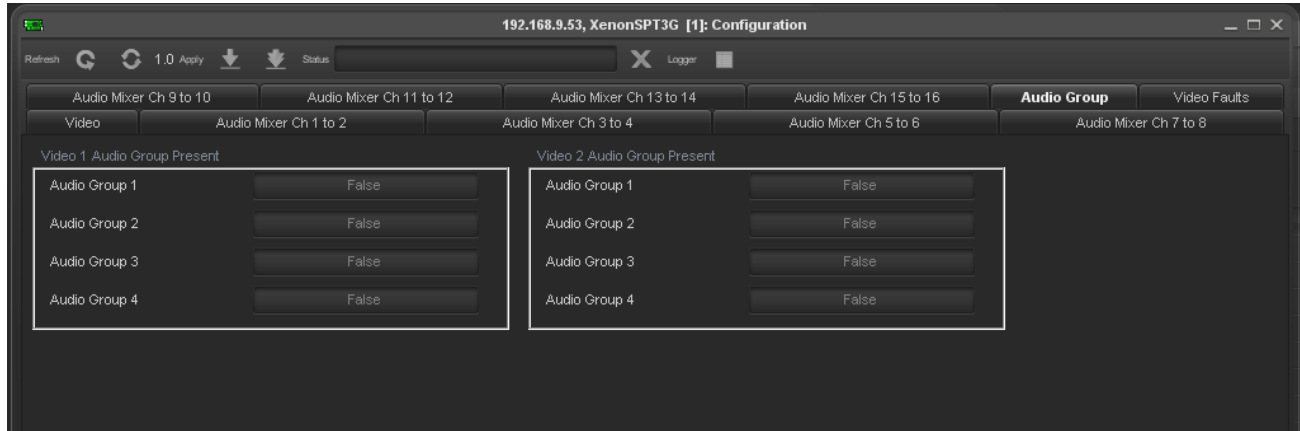 192.168.9.53, XenonSPT3G [1]: Configuration
Refresh 1.0 Apply Status Logger
Audio Mixer Ch 9 to 10 Audio Mixer Ch 11 to 12 Audio Mixer Ch 13 to 14 Audio Mixer Ch 15 to 16 Audio Group Video Faults
Video Audio Mixer Ch 1 to 2 Audio Mixer Ch 3 to 4 Audio Mixer Ch 5 to 6 Audio Mixer Ch 7 to 8
Video 1 Audio Group Present Video 2 Audio Group Present
Audio Group 1 False Audio Group 1 False
Audio Group 2 False Audio Group 2 False
Audio Group 3 False Audio Group 3 False
Audio Group 4 False Audio Group 4 False